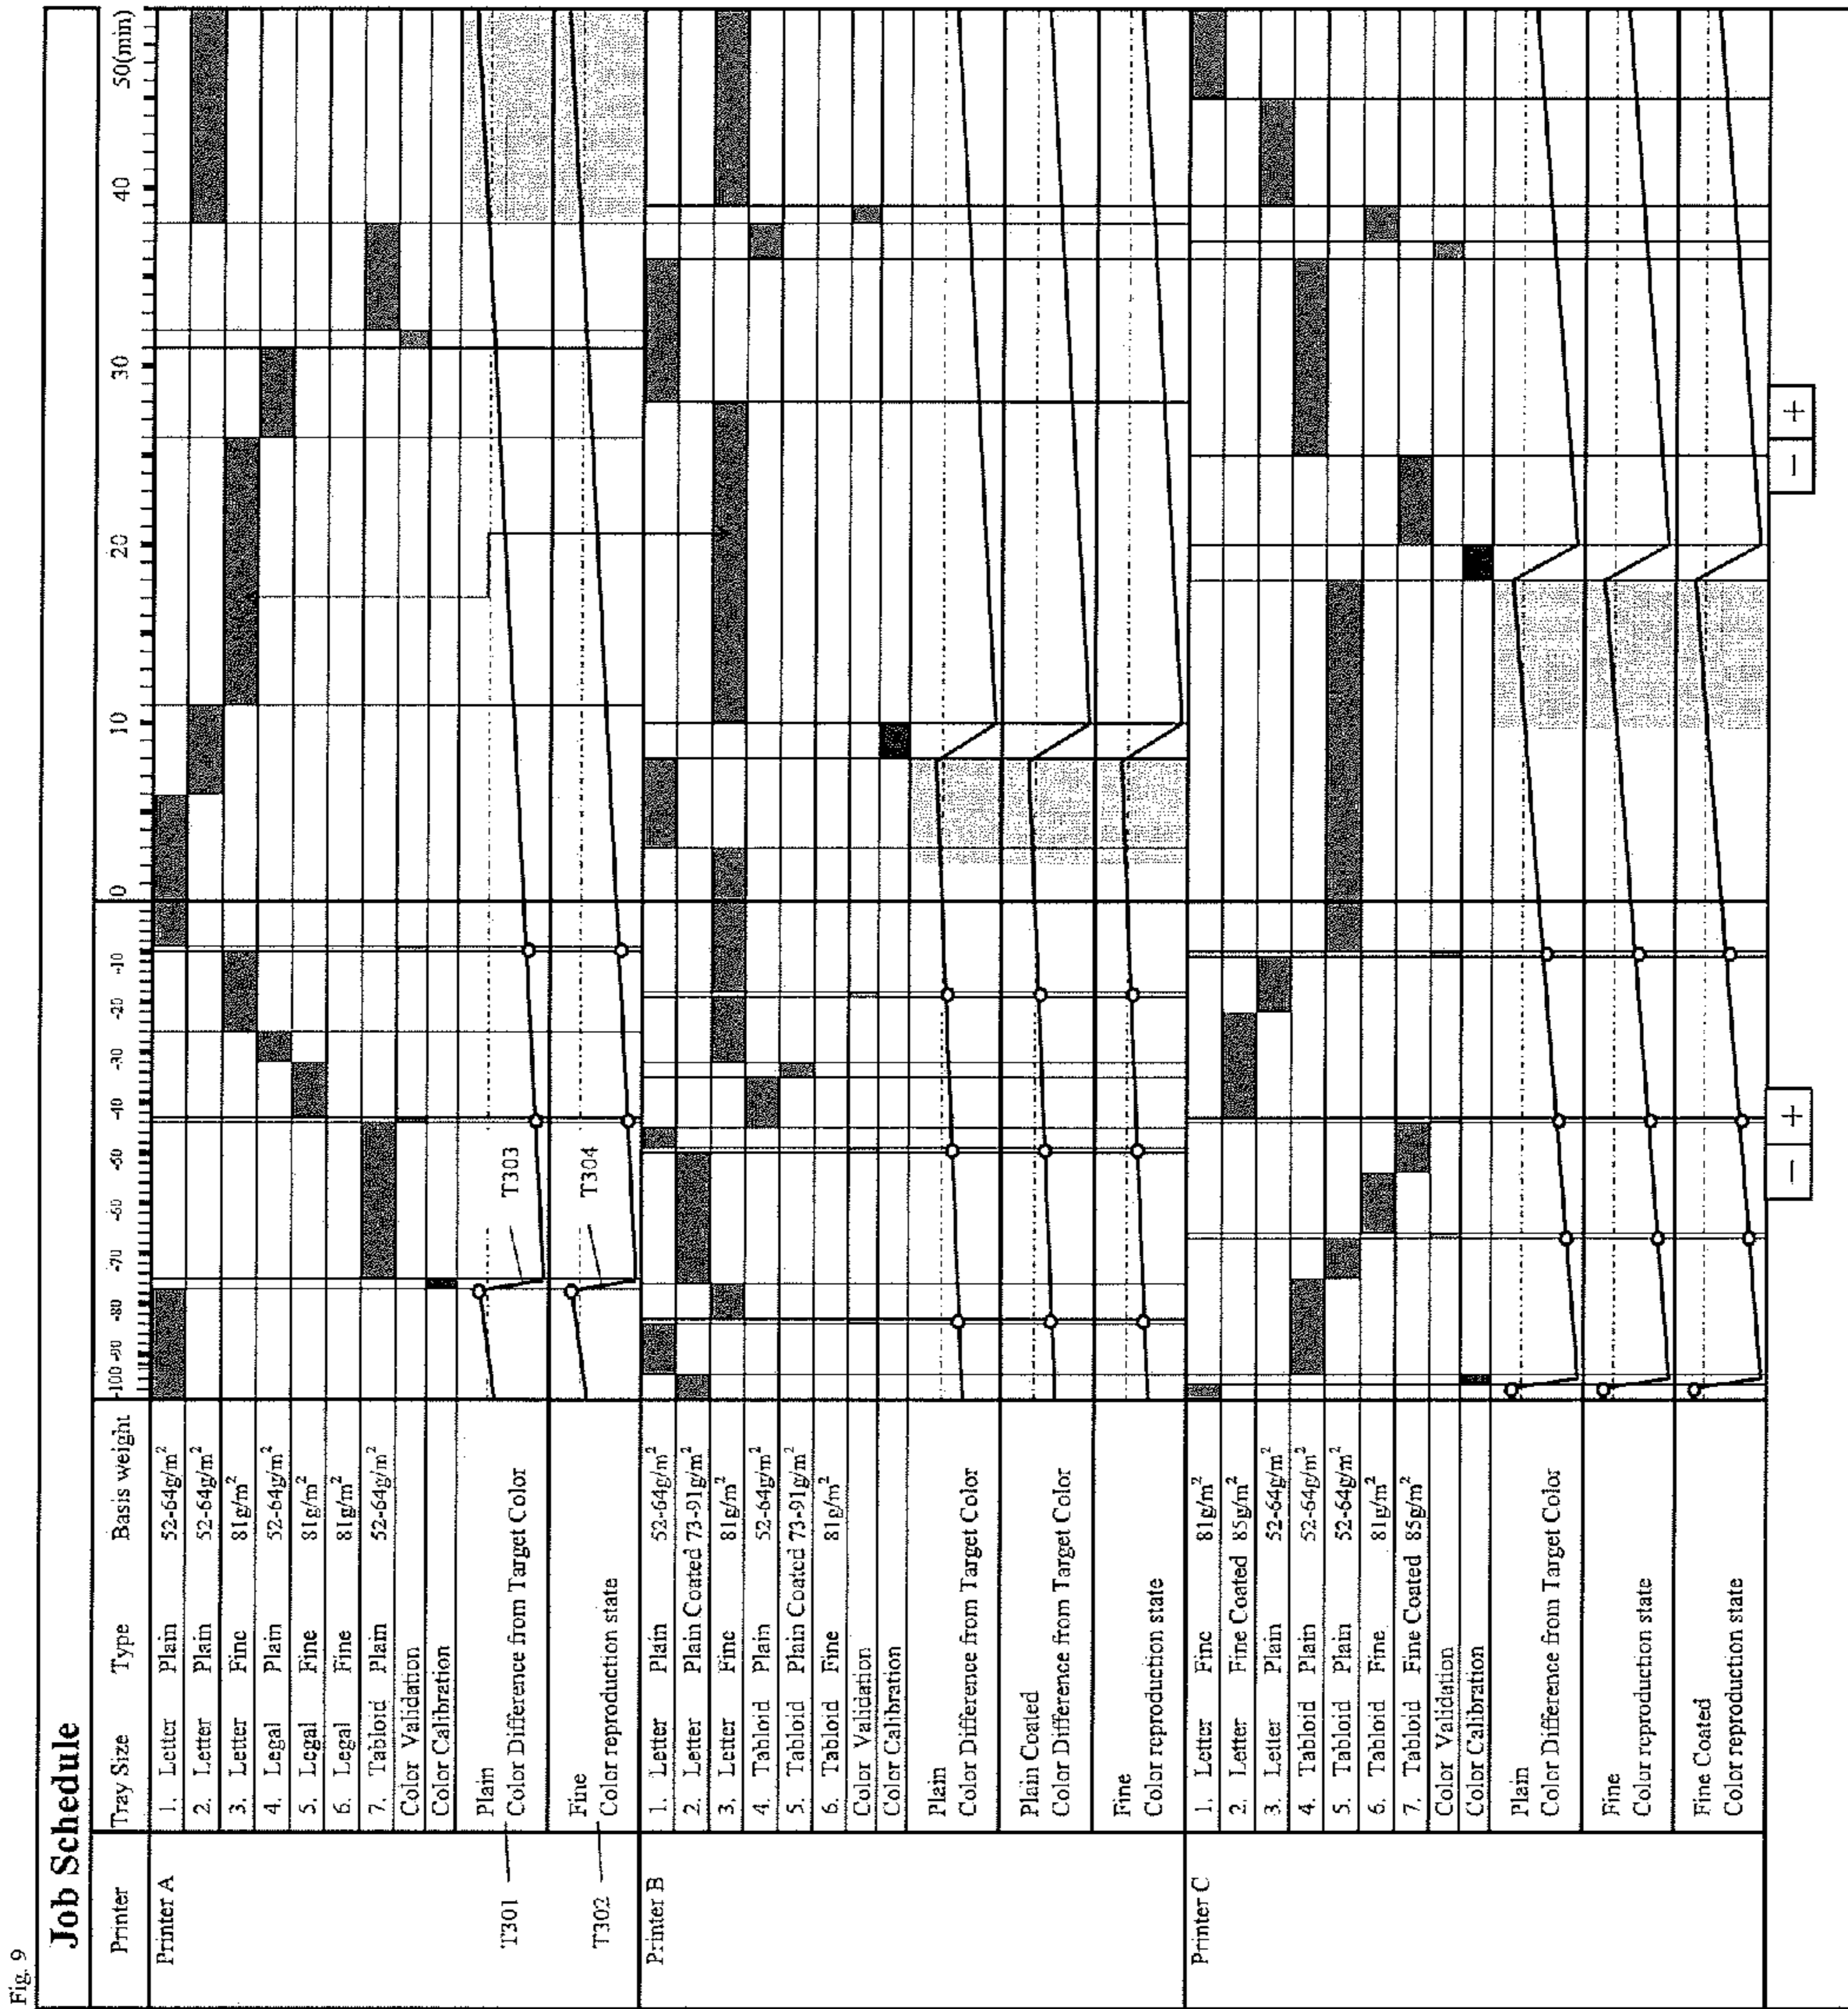 Fig. 9
Job Schedule
Printer Tray Size Type Basis weight -100 -90 -80 -70 -60 -50 -40 -30 -20 -10 0 10 20 30 40 50(min)
Printer A
1. Letter Plain 52-64g/m²
2. Letter Plain 52-64g/m²
3. Letter Fine 81g/m²
4. Legal Plain 52-64g/m²
5. Legal Fine 81g/m²
6. Legal Fine 81g/m²
7. Tabloid Plain 52-64g/m²
Color Validation
Color Calibration
Plain
T301 Color Difference from Target Color T303
Fine
T302 Color reproduction state T304
Printer B
1. Letter Plain 52-64g/m²
2. Letter Plain Coated 73-91g/m²
3. Letter Fine 81g/m²
4. Tabloid Plain 52-64g/m²
5. Tabloid Plain Coated 73-91g/m²
6. Tabloid Fine 81g/m²
Color Validation
Color Calibration
Plain
Color Difference from Target Color
Plain Coated
Color Difference from Target Color
Fine
Color reproduction state
Printer C
1. Letter Fine 81g/m²
2. Letter Fine Coated 85g/m²
3. Letter Plain 52-64g/m²
4. Tabloid Plain 52-64g/m²
5. Tabloid Plain 52-64g/m²
6. Tabloid Fine 81g/m²
7. Tabloid Fine Coated 85g/m²
Color Validation
Color Calibration
Plain
Color Difference from Target Color
Fine
Color reproduction state
Fine Coated
Color reproduction state
− + − +